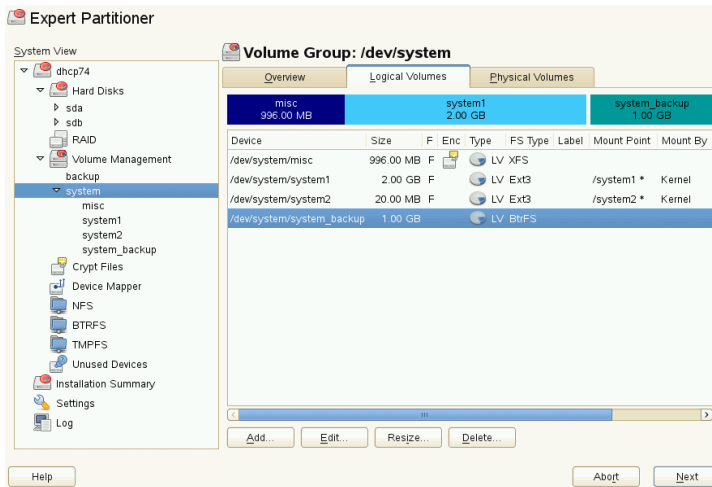 Expert Partitioner
System View
dhcp74
Hard Disks
sda
sdb
RAID
Volume Management
backup
system
misc
system1
system2
system_backup
Crypt Files
Device Mapper
NFS
BTRFS
TMPFS
Unused Devices
Installation Summary
Settings
Log
Volume Group: /dev/system
Overview Logical Volumes Physical Volumes
misc system1 system_backup
996.00 MB 2.00 GB 1.00 GB
Device Size F Enc Type FS Type Label Mount Point Mount By
/dev/system/misc 996.00 MB F LV XFS
/dev/system/system1 2.00 GB F LV Ext3 /system1 * Kernel
/dev/system/system2 20.00 MB F LV Ext3 /system2 * Kernel
/dev/system/system_backup 1.00 GB LV BtrFS
Add... Edit... Resize... Delete...
Help Abort Next